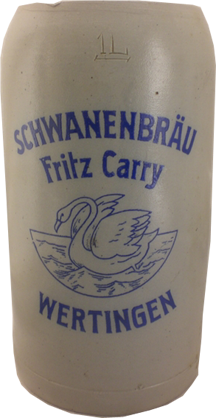 1L
SCHWANENBRÄU
Fritz Carry
WERTINGEN